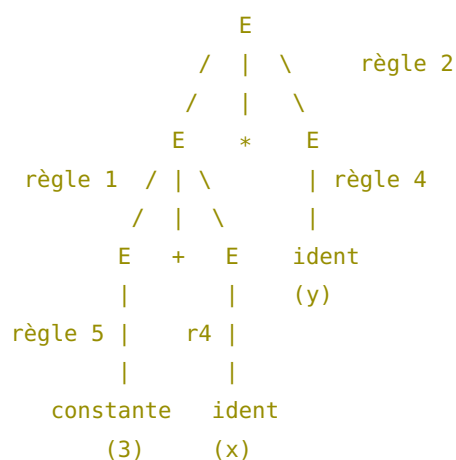 E
/ | \ règle 2
/ | \
E * E
règle 1 / | \ | règle 4
/ | \ |
E + E ident
| | (y)
règle 5 | r4 |
| |
constante ident
(3) (x)